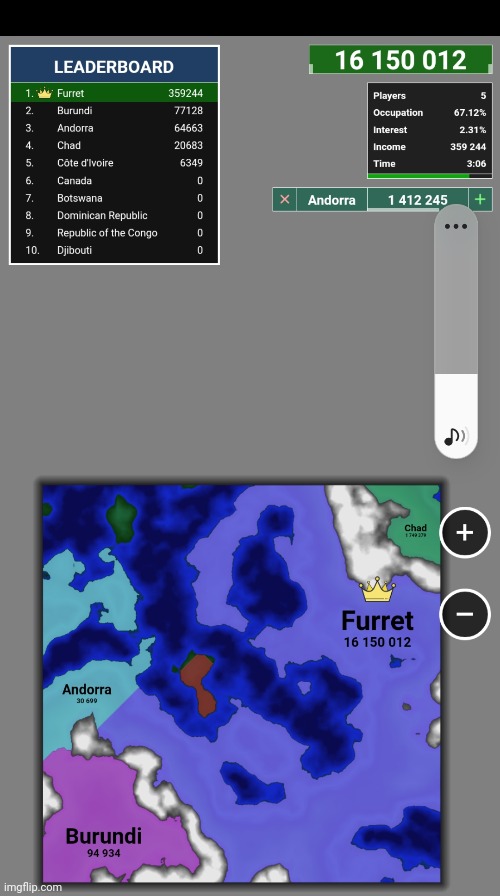 LEADERBOARD
1. Furret 359244
2. Burundi 77128
3. Andorra 64663
4. Chad 20683
5. Côte d'Ivoire 6349
6. Canada 0
7. Botswana 0
8. Dominican Republic 0
9. Republic of the Congo 0
10. Djibouti 0
16 150 012
Players 5
Occupation 67.12%
Interest 2.31%
Income 359 244
Time 3:06
× Andorra 1 412 245 +
Chad
+
Furret
16 150 012
−
Andorra
30 699
Burundi
94 934
imgflip.com